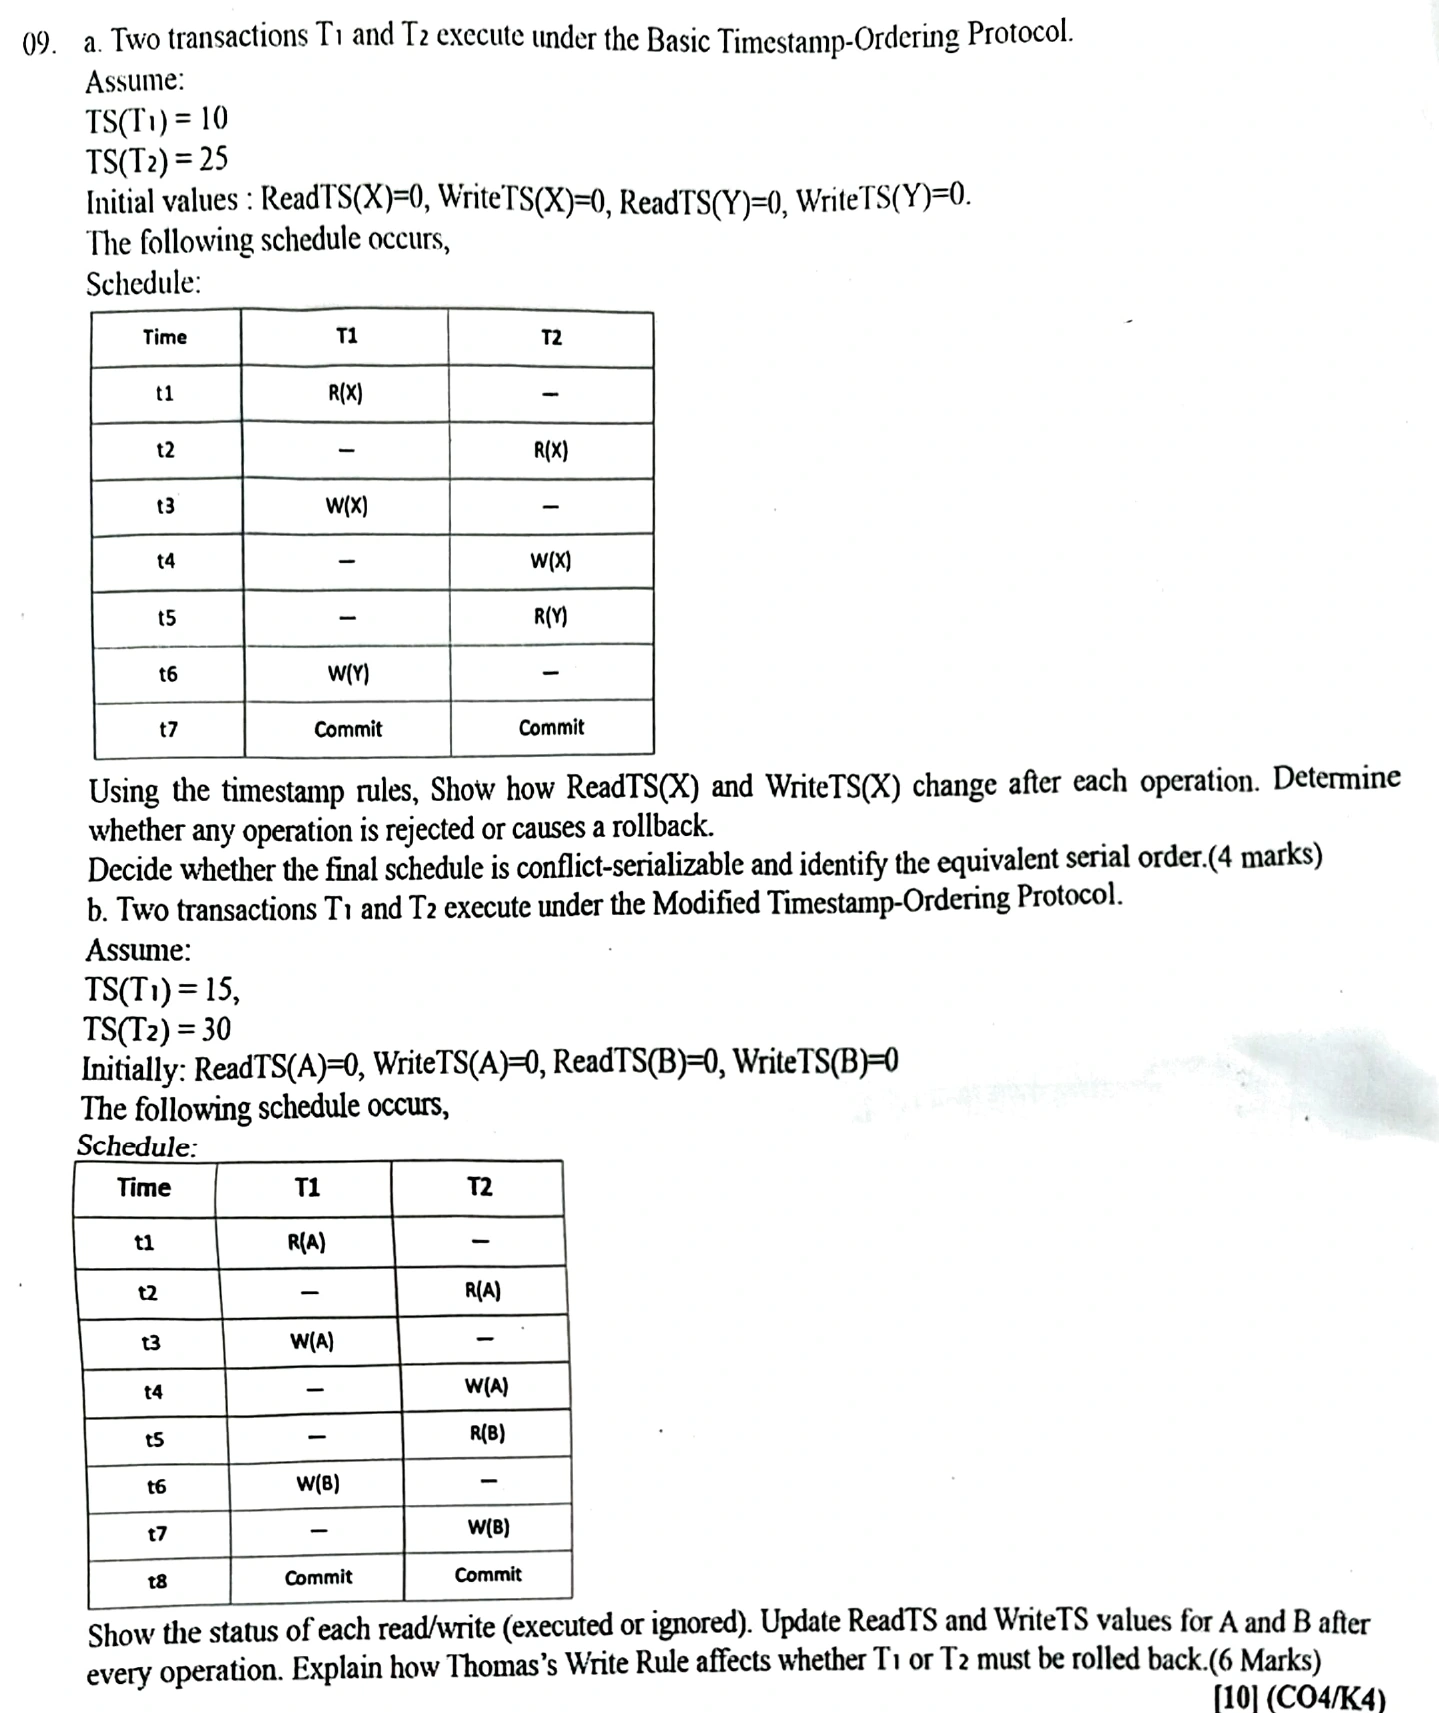 09. a. Two transactions T1 and T2 execute under the Basic Timestamp-Ordering Protocol.
Assume:
TS(T1) = 10
TS(T2) = 25
Initial values : ReadTS(X)=0, WriteTS(X)=0, ReadTS(Y)=0, WriteTS(Y)=0.
The following schedule occurs,
Schedule:
Time T1 T2
t1 R(X) –
t2 – R(X)
t3 W(X) –
t4 – W(X)
t5 – R(Y)
t6 W(Y) –
t7 Commit Commit
Using the timestamp rules, Show how ReadTS(X) and WriteTS(X) change after each operation. Determine
whether any operation is rejected or causes a rollback.
Decide whether the final schedule is conflict-serializable and identify the equivalent serial order.(4 marks)
b. Two transactions T1 and T2 execute under the Modified Timestamp-Ordering Protocol.
Assume:
TS(T1) = 15,
TS(T2) = 30
Initially: ReadTS(A)=0, WriteTS(A)=0, ReadTS(B)=0, WriteTS(B)=0
The following schedule occurs,
Schedule:
Time T1 T2
t1 R(A) –
t2 – R(A)
t3 W(A) –
t4 – W(A)
t5 – R(B)
t6 W(B) –
t7 – W(B)
t8 Commit Commit
Show the status of each read/write (executed or ignored). Update ReadTS and WriteTS values for A and B after
every operation. Explain how Thomas's Write Rule affects whether T1 or T2 must be rolled back.(6 Marks)
[10] (CO4/K4)